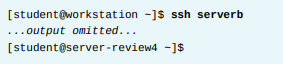 [student@workstation ~]$ ssh serverb
...output omitted...
[student@server-review4 ~]$